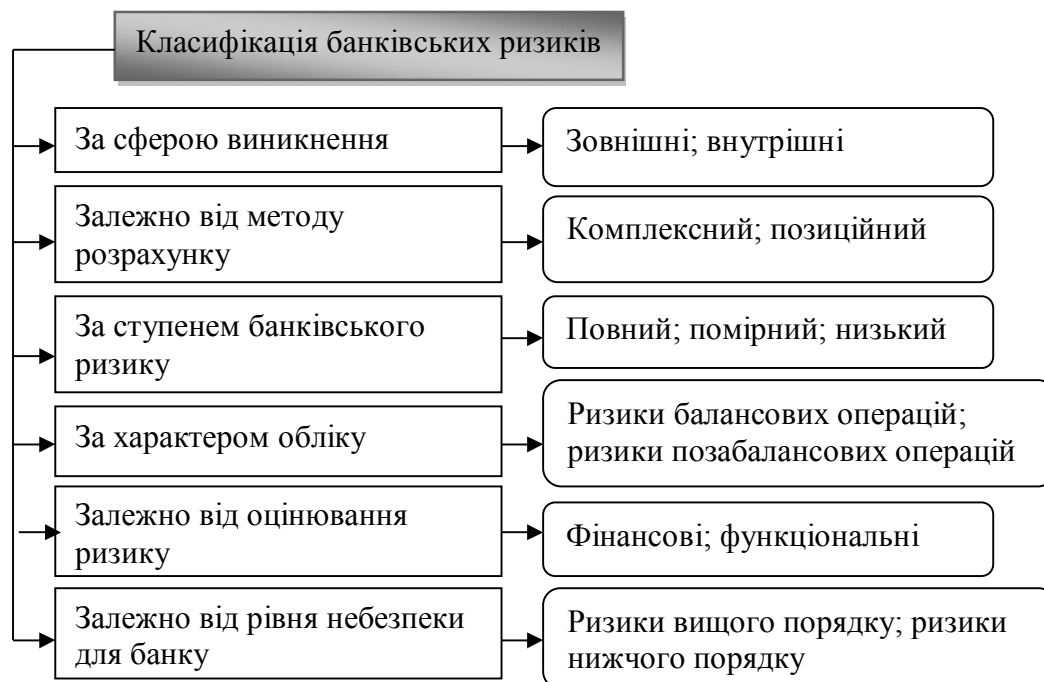 Класифікація банківських ризиків
За сферою виникнення
Зовнішні; внутрішні
Залежно від методу
розрахунку
Комплексний; позиційний
За ступенем банківського
ризику
Повний; помірний; низький
За характером обліку
Ризики балансових операцій;
ризики позабалансових операцій
Залежно від оцінювання
ризику
Фінансові; функціональні
Залежно від рівня небезпеки
для банку
Ризики вищого порядку; ризики
нижчого порядку